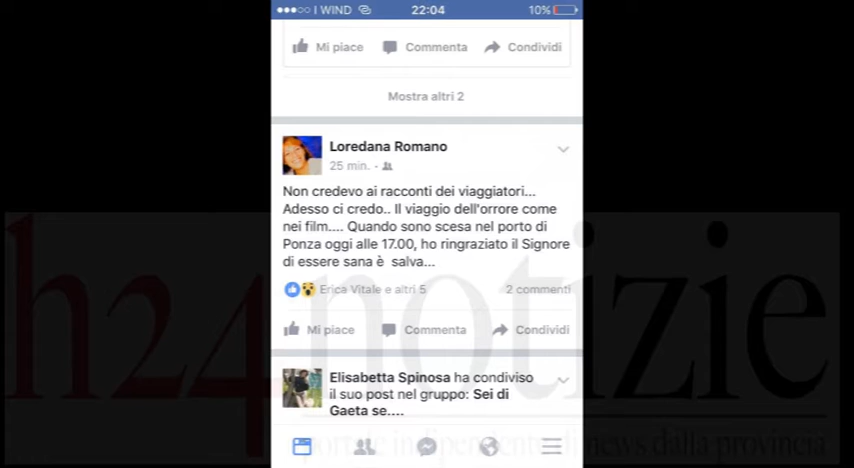 I WIND 22:04 10%
Mi piace Commenta Condividi
Mostra altri 2
Loredana Romano
25 min. ·
Non credevo ai racconti dei viaggiatori...
Adesso ci credo.. Il viaggio dell'orrore come
nei film.... Quando sono scesa nel porto di
Ponza oggi alle 17.00, ho ringraziato il Signore
di essere sana è salva...
Erica Vitale e altri 5 2 commenti
Mi piace Commenta Condividi
Elisabetta Spinosa ha condiviso
il suo post nel gruppo: Sei di
Gaeta se....
h24notizie
portale indipendente di news dalla provincia